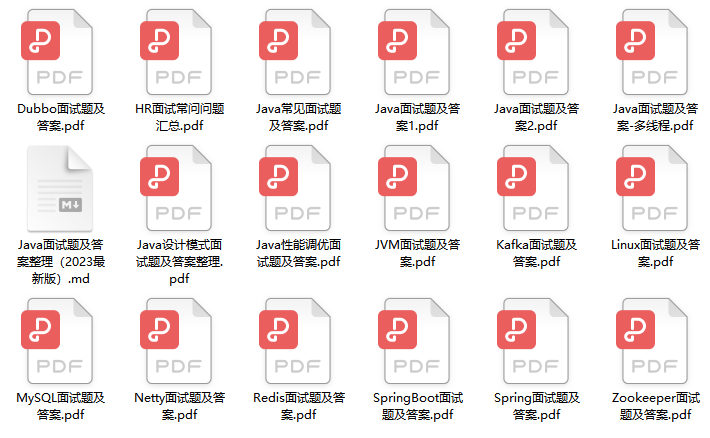 PDF PDF PDF PDF PDF PDF
Dubbo面试题及 HR面试常问问题 Java常见面试题 Java面试题及答 Java面试题及答 Java面试题及答
答案.pdf 汇总.pdf 及答案.pdf 案1.pdf 案2.pdf 案-多线程.pdf
M↓ PDF PDF PDF PDF PDF
Java面试题及答 Java设计模式面 Java性能调优面 JVM面试题及答 Kafka面试题及 Linux面试题及答
案整理（2023最 试题及答案整理. 试题及答案.pdf 案.pdf 答案.pdf 案.pdf
新版）.md pdf
PDF PDF PDF PDF PDF PDF
MySQL面试题及 Netty面试题及答 Redis面试题及答 SpringBoot面试 Spring面试题及 Zookeeper面试
答案.pdf 案.pdf 案.pdf 题及答案.pdf 答案.pdf 题及答案.pdf